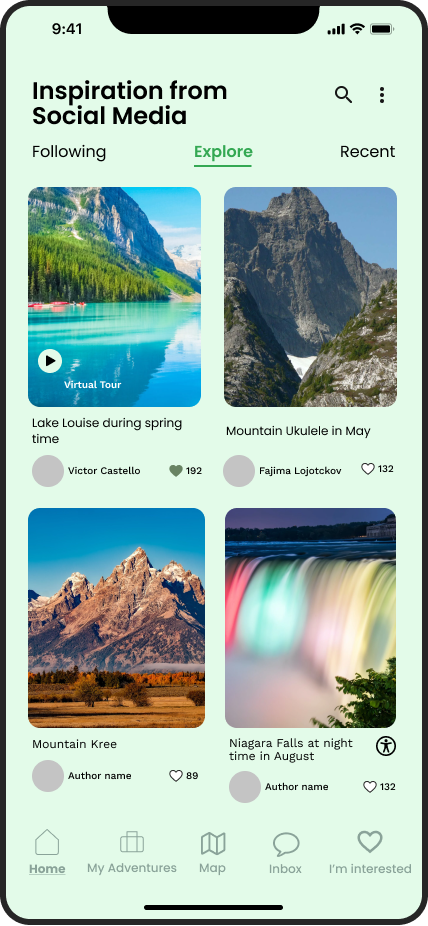 9:41
Inspiration from
Social Media
Following
Explore
Recent
Virtual Tour
Lake Louise during spring
time
Mountain Ukulele in May
Victor Castello
192
Fajima Lojotckov
132
Mountain Kree
Niagara Falls at night
time in August
Author name
89
Author name
132
Home
My Adventures
Map
Inbox
I'm interested